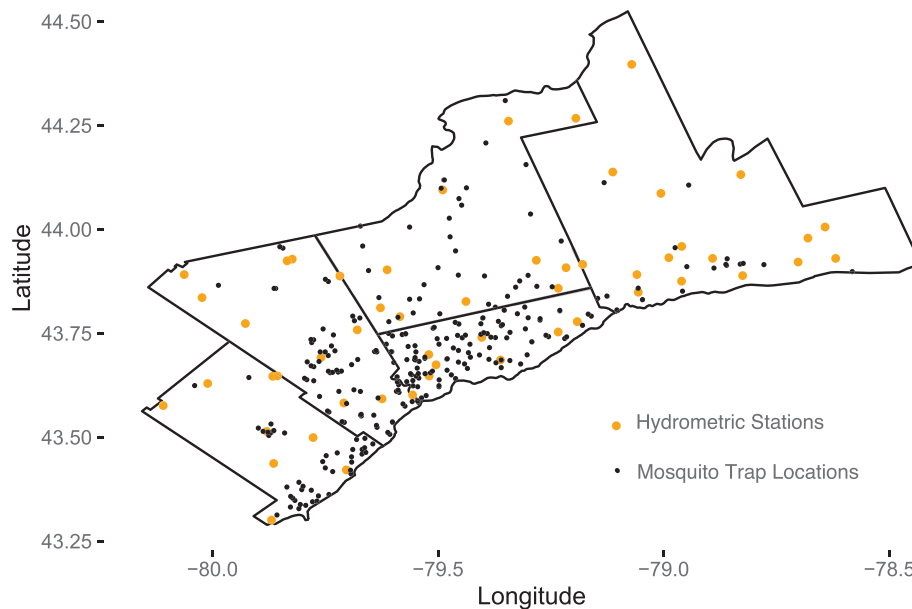 44.50
44.25
44.00
43.75
43.50
43.25
Latitude
Hydrometric Stations
Mosquito Trap Locations
−80.0
−79.5
−79.0
−78.5
Longitude